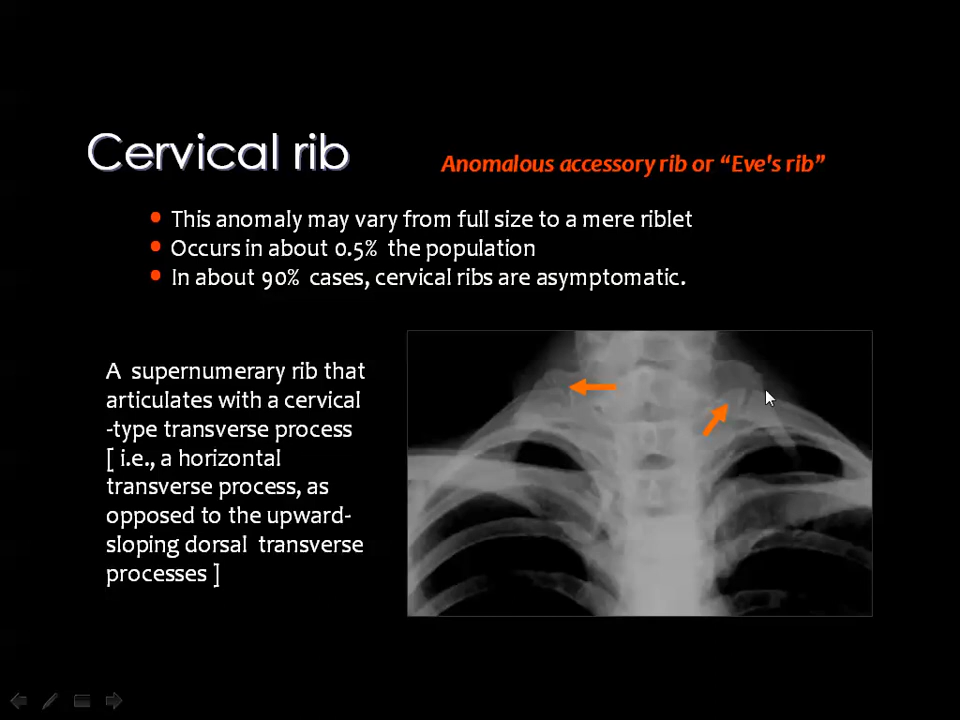 Cervical rib
Anomalous accessory rib or “Eve's rib”
• This anomaly may vary from full size to a mere riblet
• Occurs in about 0.5% the population
• In about 90% cases, cervical ribs are asymptomatic.
A supernumerary rib that
articulates with a cervical
-type transverse process
[ i.e., a horizontal
transverse process, as
opposed to the upward-
sloping dorsal transverse
processes ]